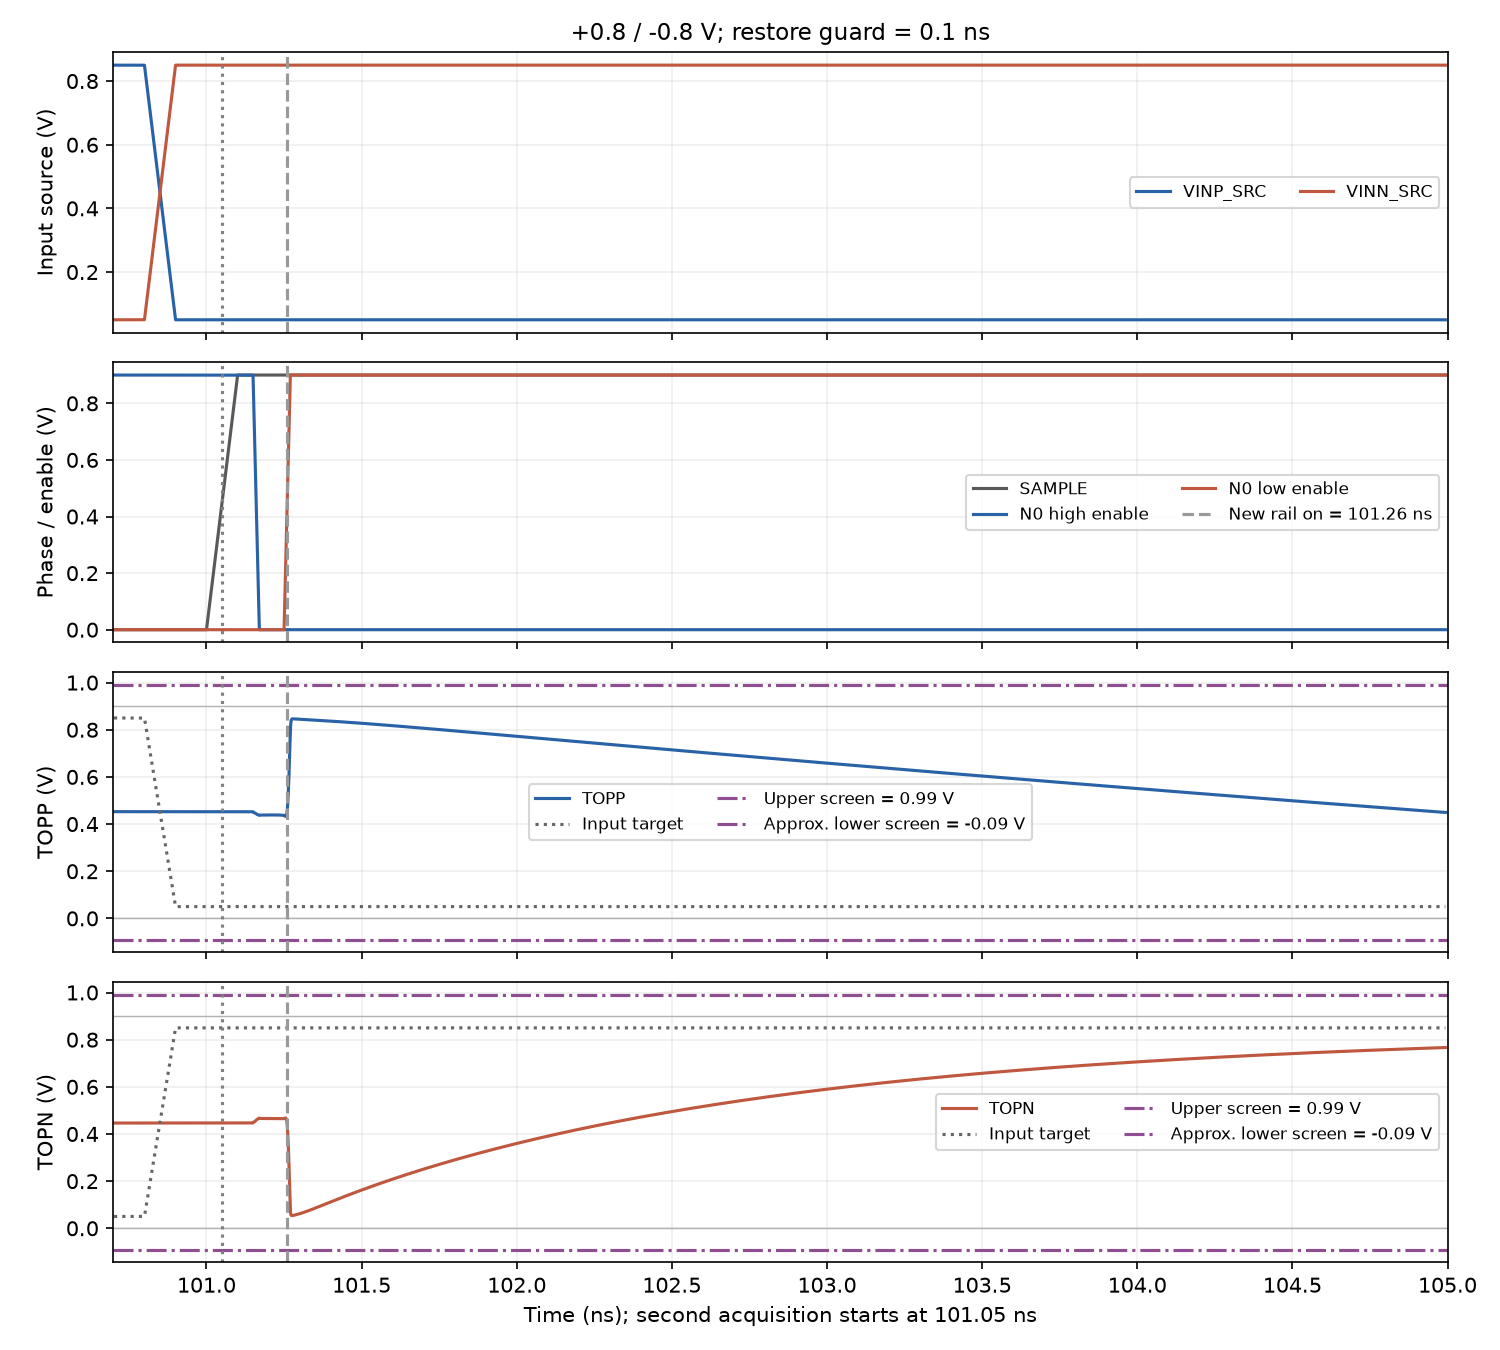 +0.8 / -0.8 V; restore guard = 0.1 ns
Input source (V)
0.8
0.6
0.4
0.2
VINP_SRC
VINN_SRC
Phase / enable (V)
0.8
0.6
0.4
0.2
0.0
SAMPLE
N0 high enable
N0 low enable
New rail on = 101.26 ns
TOPP (V)
1.0
0.8
0.6
0.4
0.2
0.0
TOPP
Input target
Upper screen = 0.99 V
Approx. lower screen = -0.09 V
TOPN (V)
1.0
0.8
0.6
0.4
0.2
0.0
TOPN
Input target
Upper screen = 0.99 V
Approx. lower screen = -0.09 V
101.0 101.5 102.0 102.5 103.0 103.5 104.0 104.5 105.0
Time (ns); second acquisition starts at 101.05 ns